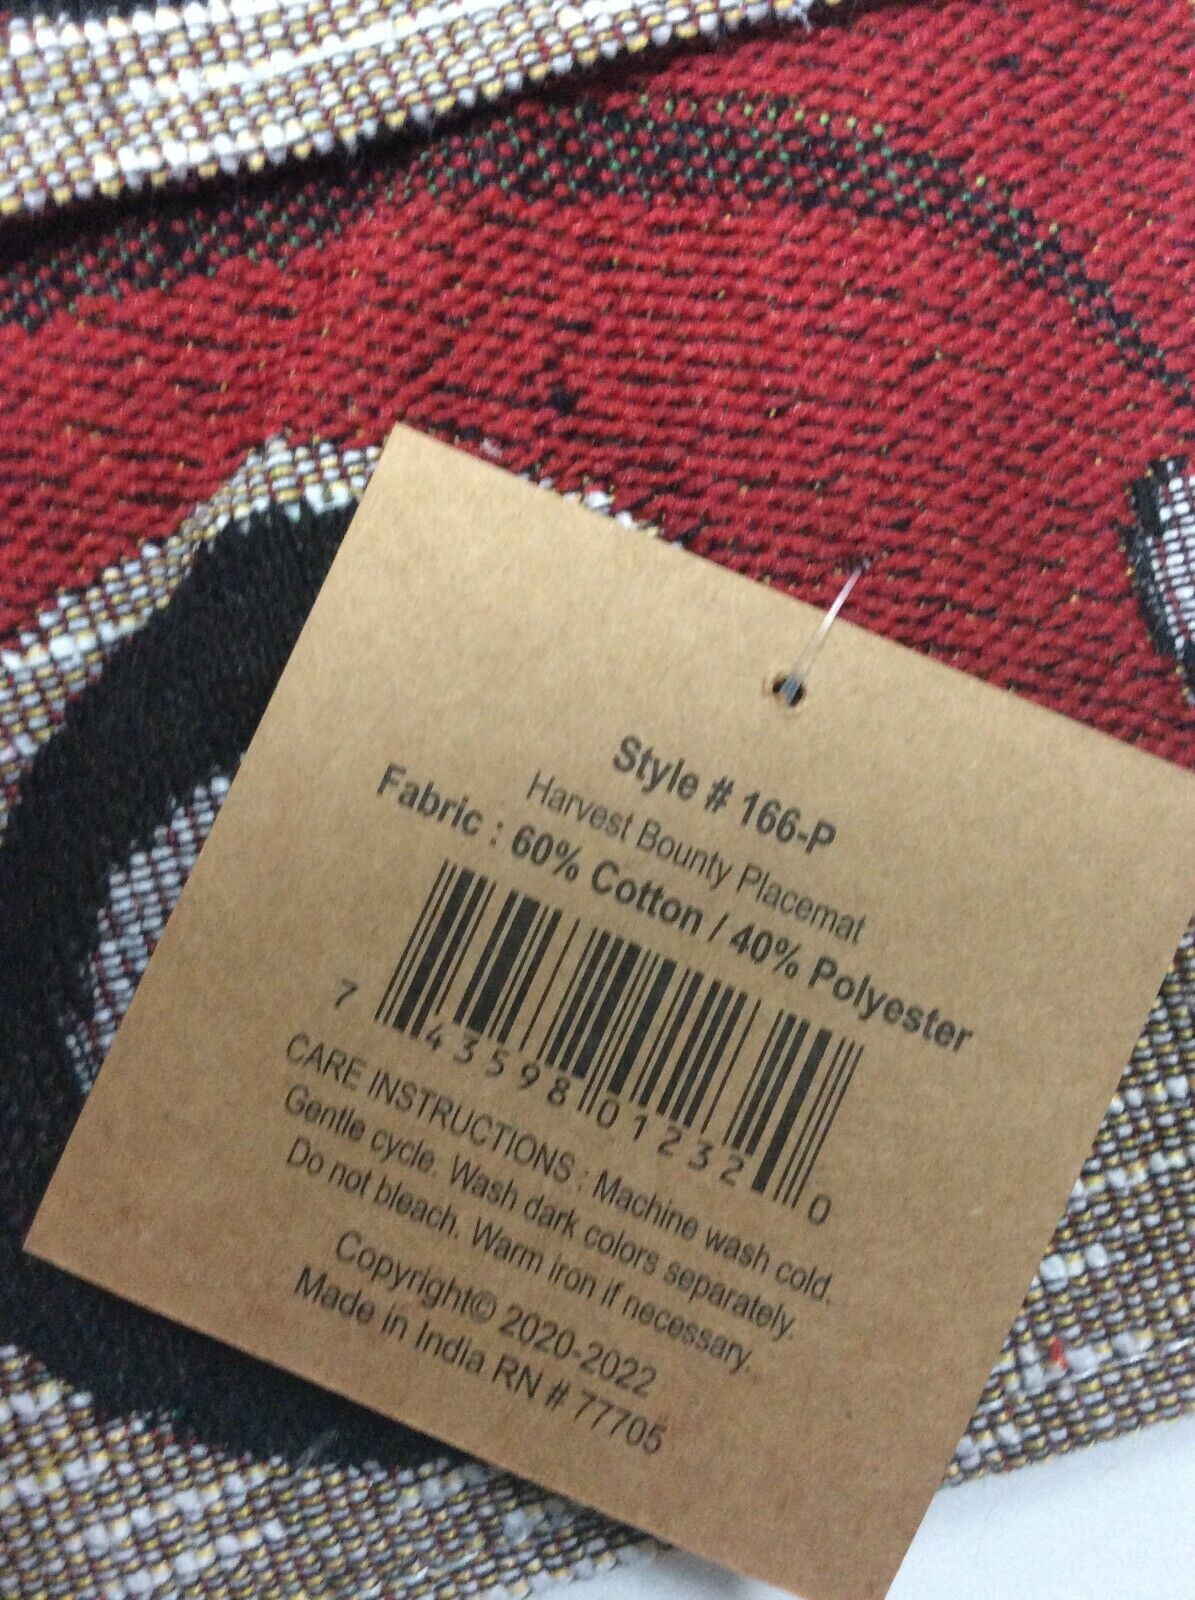 Style # 166-P
Harvest Bounty Placemat
Fabric : 60% Cotton / 40% Polyester
7 43598 01232 0
CARE INSTRUCTIONS : Machine wash cold.
Gentle cycle. Wash dark colors separately.
Do not bleach. Warm iron if necessary..
Copyright© 2020-2022
Made in India RN # 77705